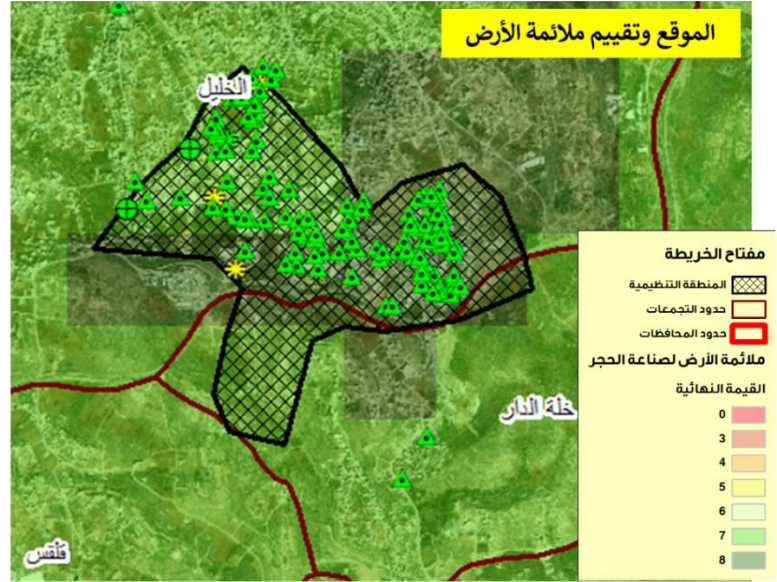 الموقع وتقييم ملائمة الأرض
الخليل
خلة الدار
قلقس
مفتاح الخريطة
المنطقة التنظيمية
حدود التجمعات
حدود المحافظات
ملائمة الأرض لصناعة الحجر
القيمة النهائية
0
3
4
5
6
7
8